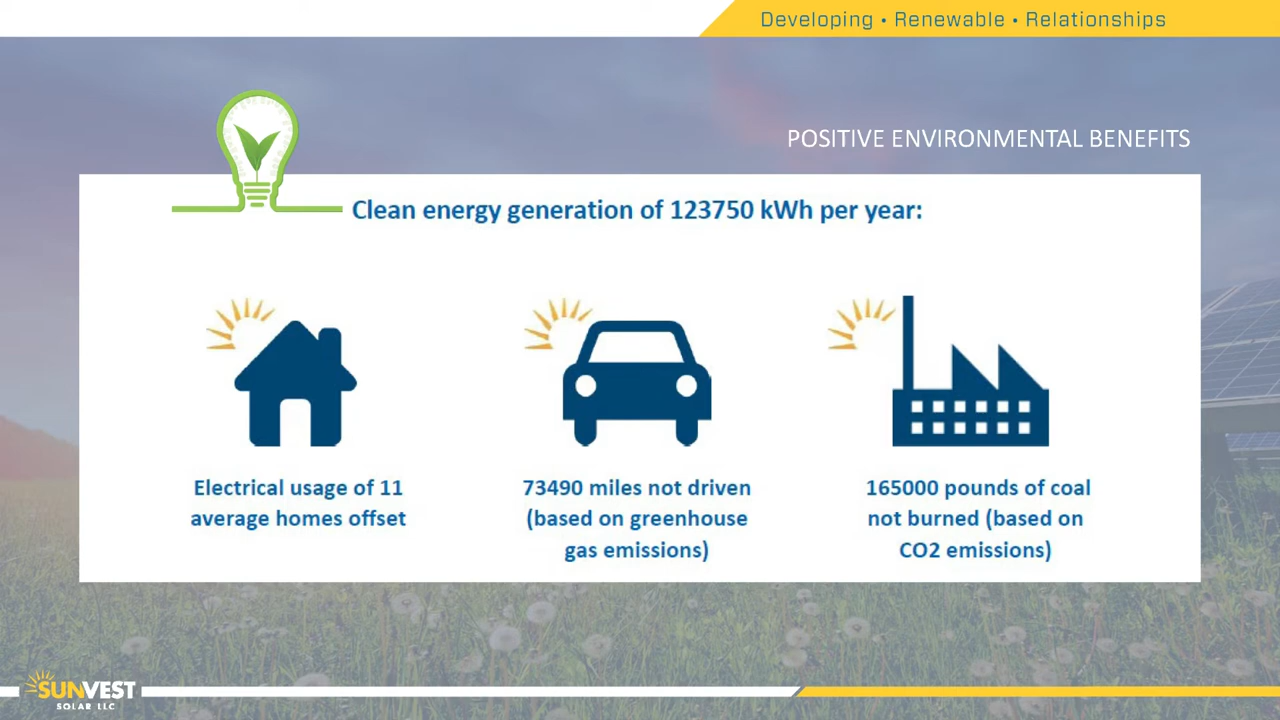 Developing • Renewable • Relationships
POSITIVE ENVIRONMENTAL BENEFITS
Clean energy generation of 123750 kWh per year:
Electrical usage of 11
average homes offset
73490 miles not driven
(based on greenhouse
gas emissions)
165000 pounds of coal
not burned (based on
CO2 emissions)
SUNVEST
SOLAR LLC